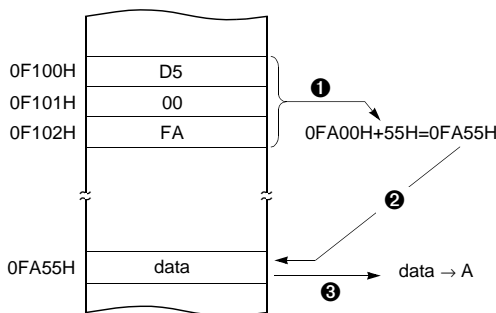 0F100H D5
0F101H 00
0F102H FA
❶
0FA00H+55H=0FA55H
❷
0FA55H data
❸
data → A